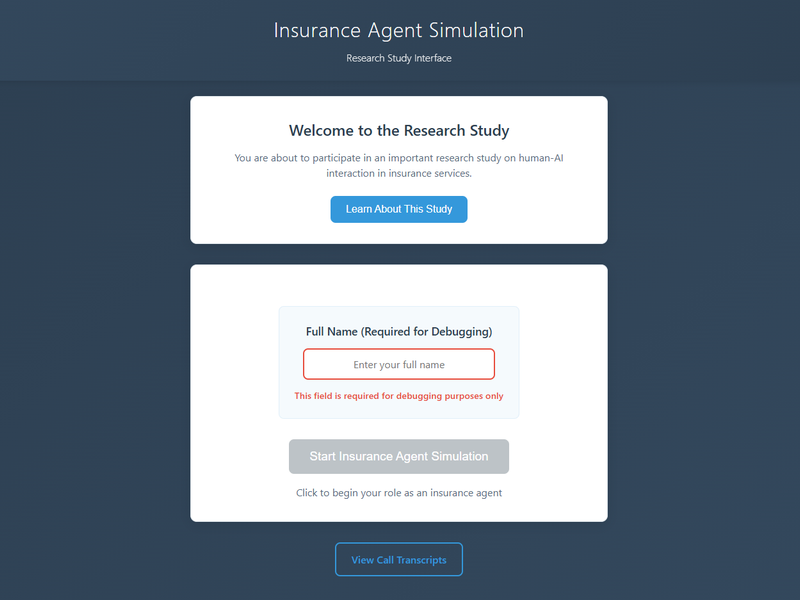 Insurance Agent Simulation
Research Study Interface
Welcome to the Research Study
You are about to participate in an important research study on human-AI
interaction in insurance services.
Learn About This Study
Full Name (Required for Debugging)
Enter your full name
This field is required for debugging purposes only
Start Insurance Agent Simulation
Click to begin your role as an insurance agent
View Call Transcripts